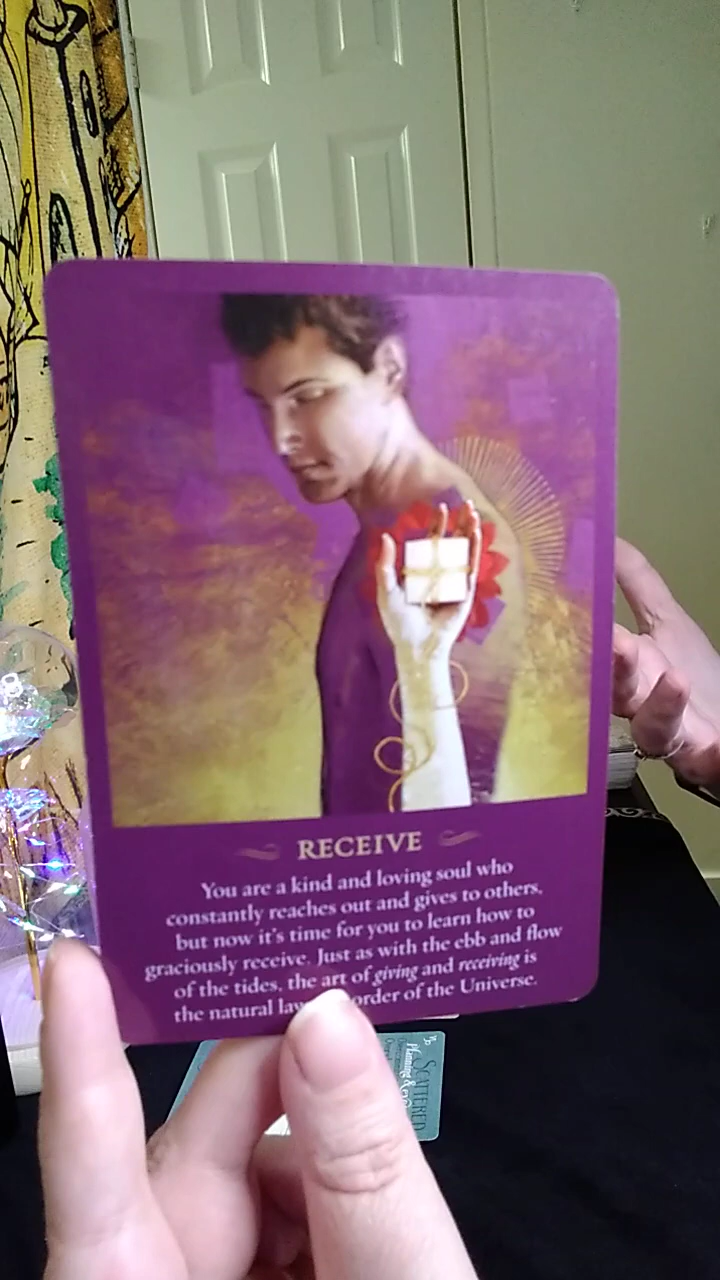 RECEIVE
You are a kind and loving soul who
constantly reaches out and gives to others,
but now it's time for you to learn how to
graciously receive. Just as with the ebb and flow
of the tides, the art of giving and receiving is
the natural law order of the Universe.
SCATTERED
Planning &